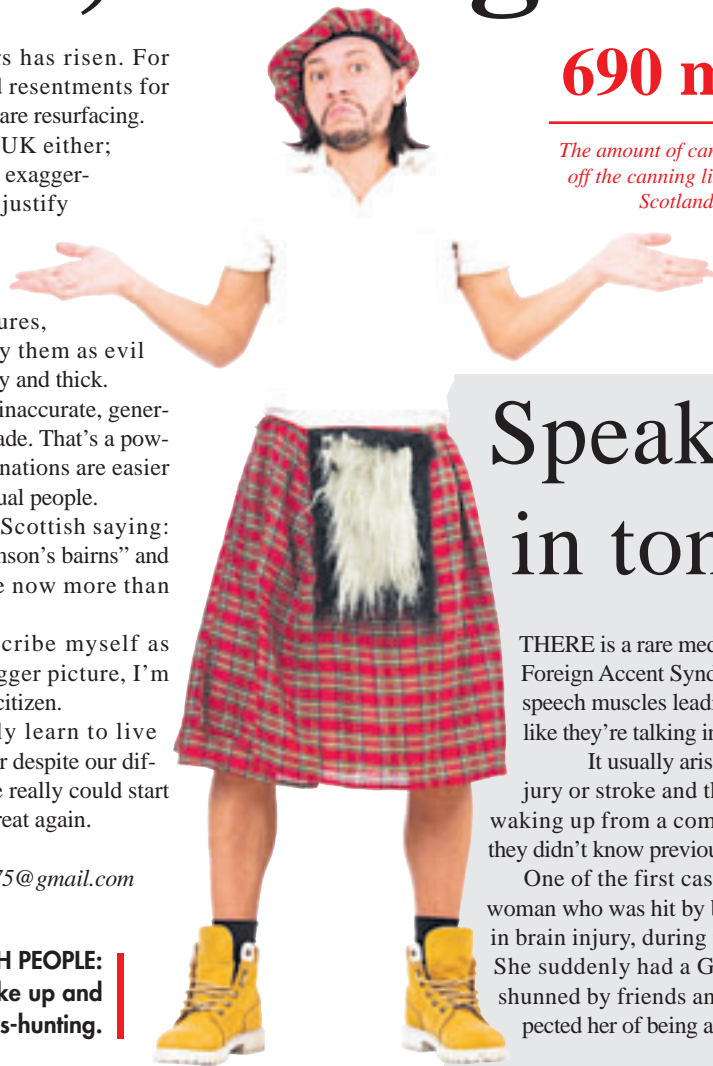 s has risen. For
resentments for
are resurfacing.
UK either;
exagger-
justify
ures,
y them as evil
y and thick.
inaccurate, gener-
ade. That's a pow-
nations are easier
ual people.
Scottish saying:
nson's bairns” and
e now more than
cribe myself as
gger picture, I'm
citizen.
ly learn to live
r despite our dif-
e really could start
reat again.
75@gmail.com
H PEOPLE:
ke up and
s-hunting.
690 m
The amount of can
off the canning li
Scotland
Speak
in ton
THERE is a rare med
Foreign Accent Synd
speech muscles leadi
like they’re talking in
It usually aris
jury or stroke and th
waking up from a com
they didn’t know previou
One of the first cas
woman who was hit by b
in brain injury, during
She suddenly had a G
shunned by friends an
pected her of being a